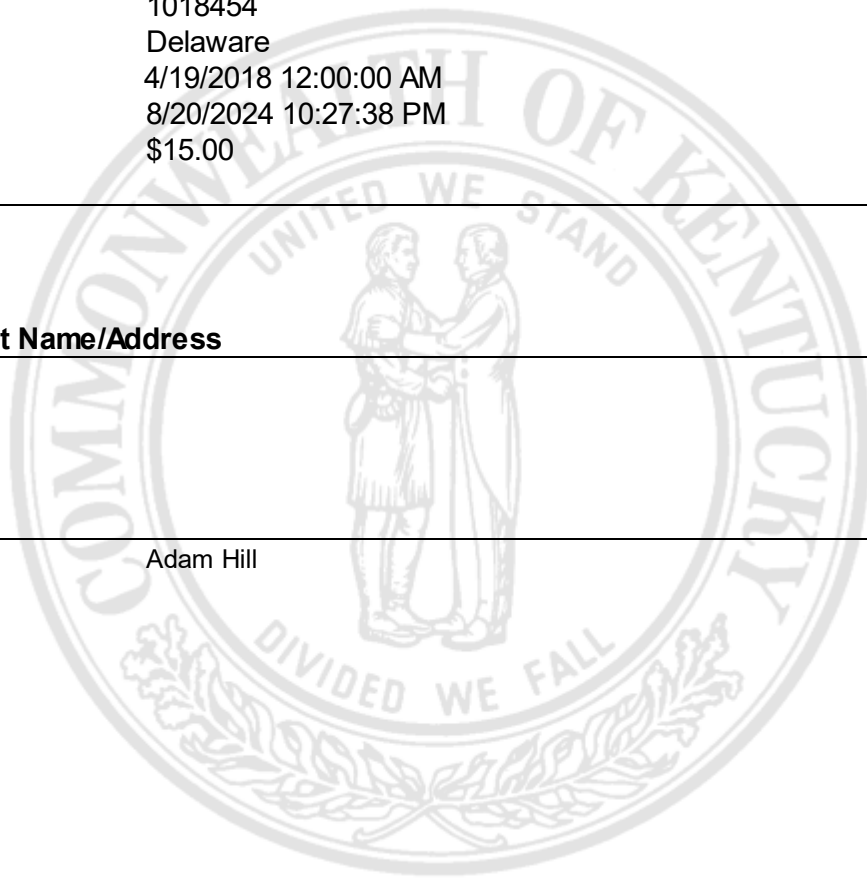 1018454
Delaware
4/19/2018 12:00:00 AM
8/20/2024 10:27:38 PM
$15.00
COMMONWEALTH OF KENTUCKY
UNITED WE STAND
t Name/Address
Adam Hill
DIVIDED WE FALL